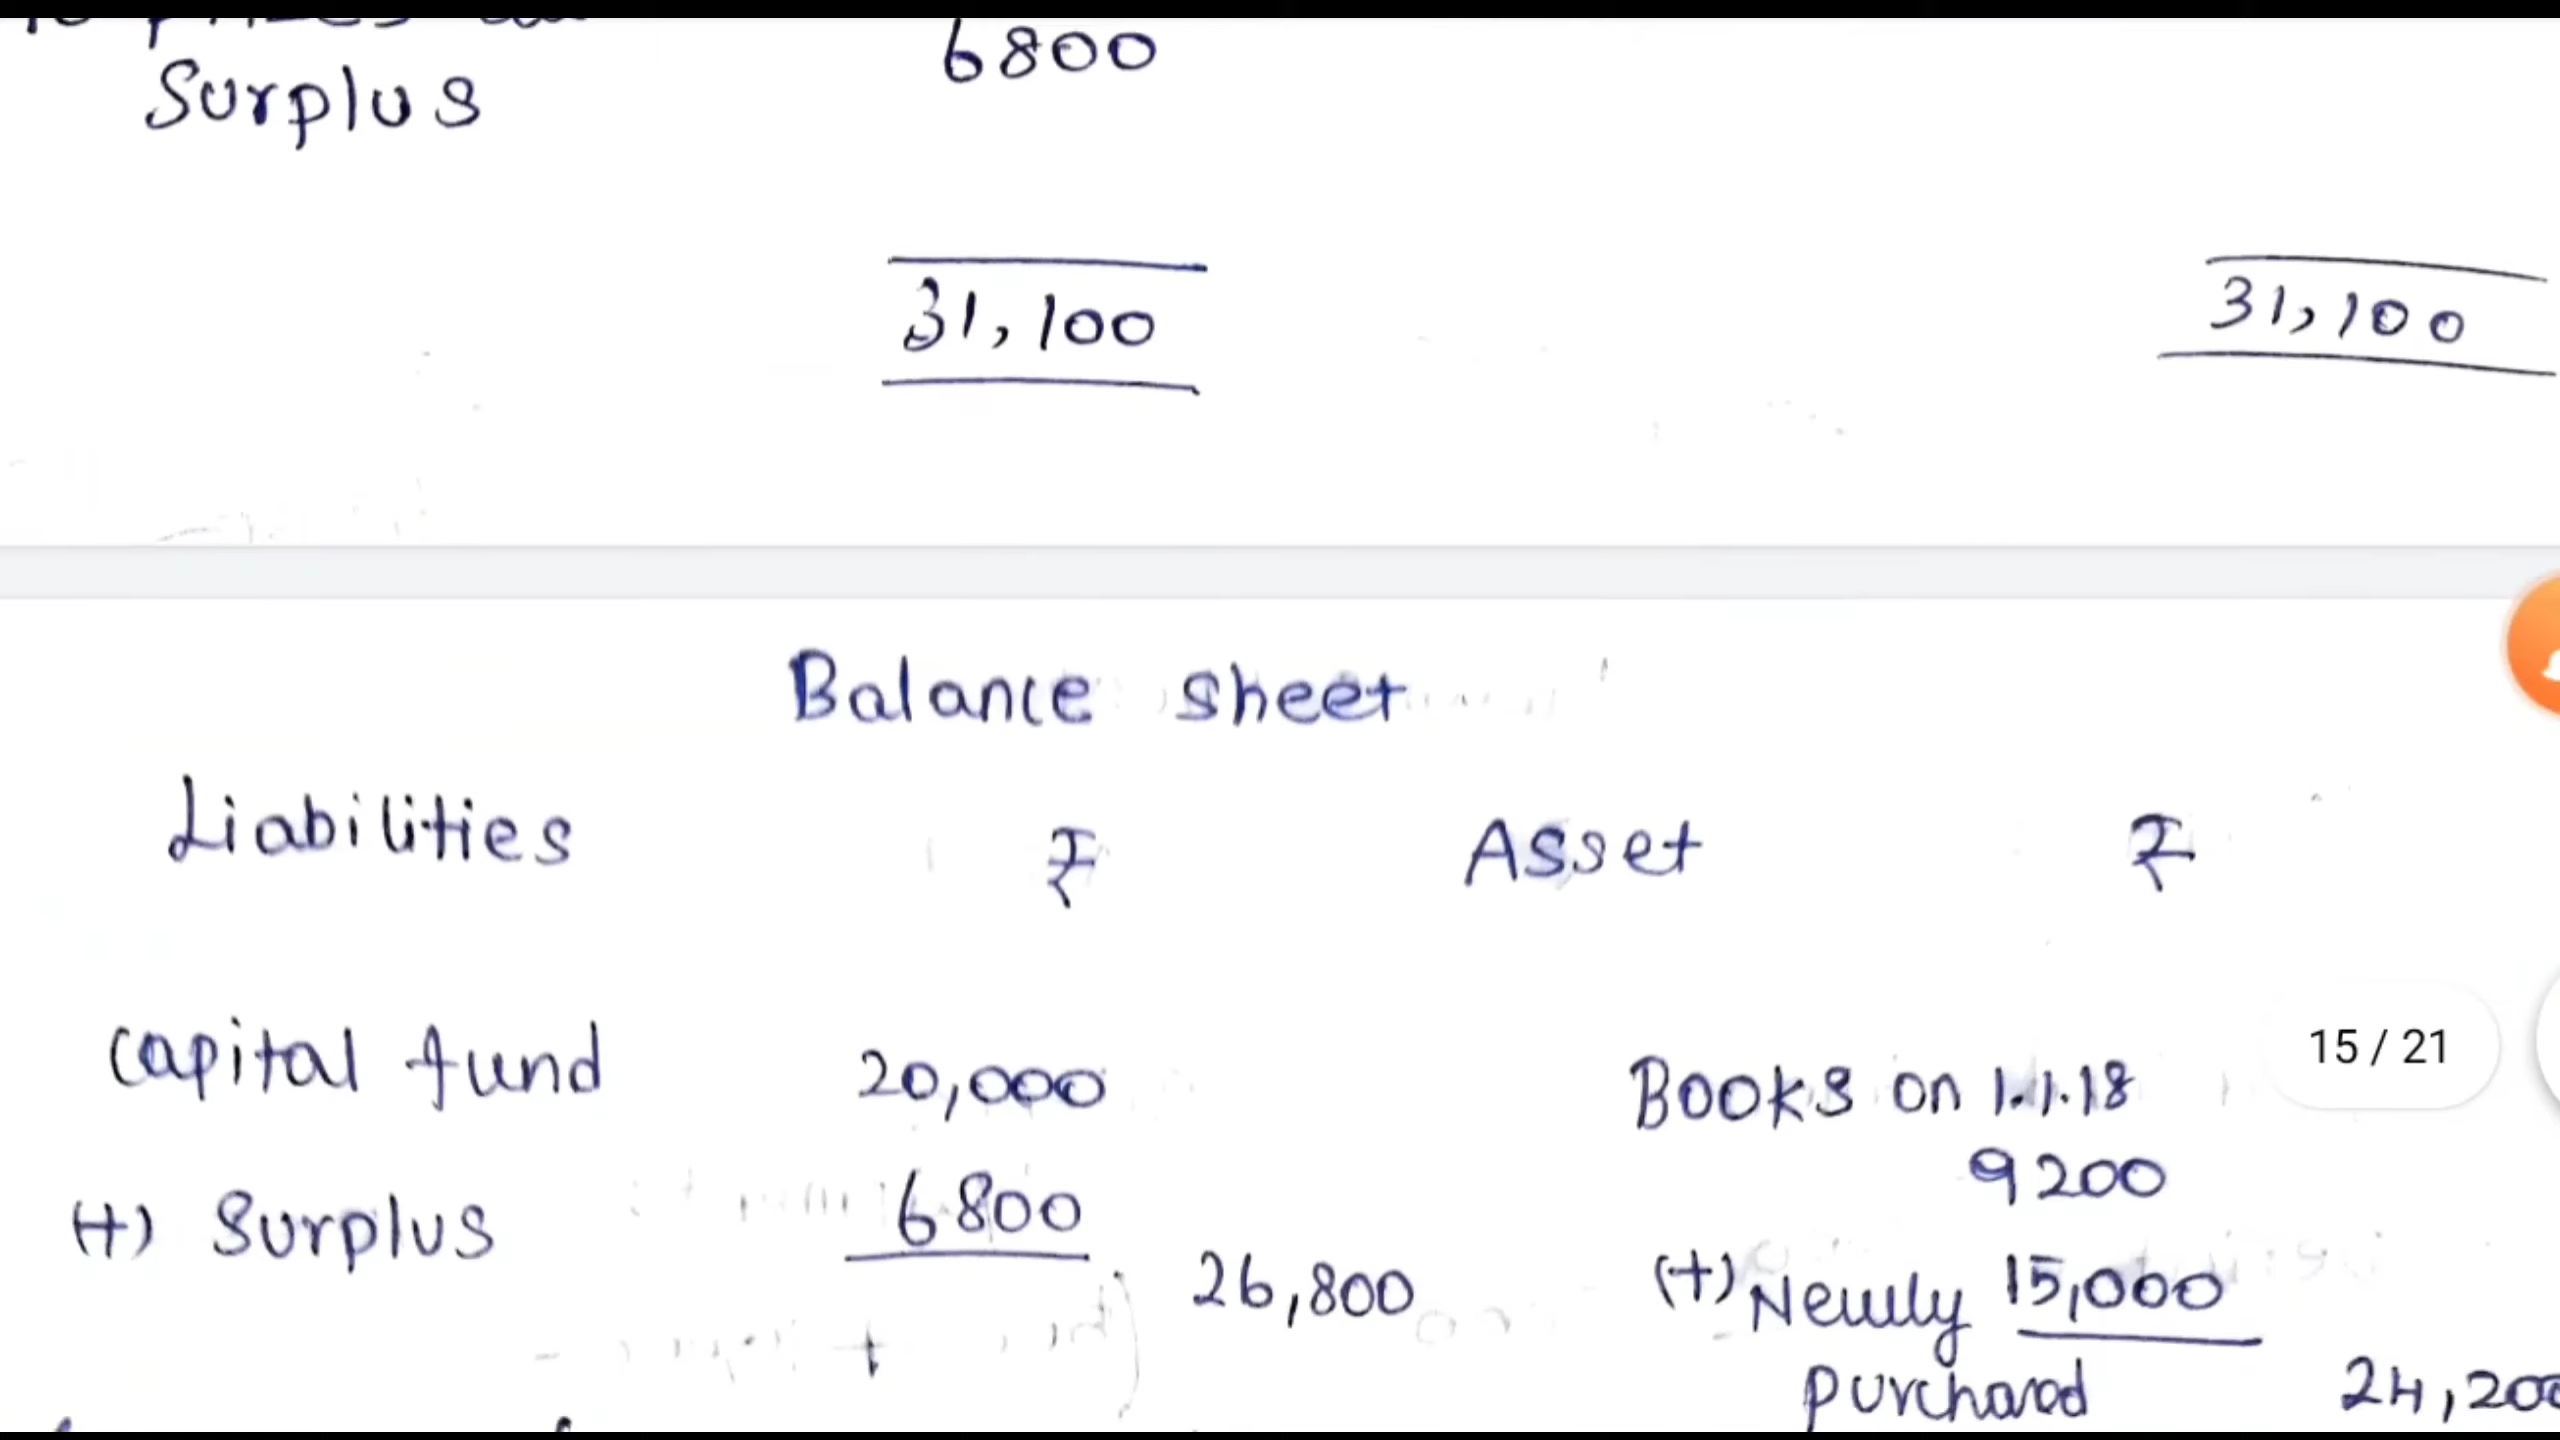 Surplus 6800
31,100 31,100
Balance sheet
Liabilities ₹ Asset ₹
Capital fund 20,000 Books on 1.1.18
9200
(+) Surplus 6800
26,800 (+) Newly 15,000
purchased 24,200
15 / 21